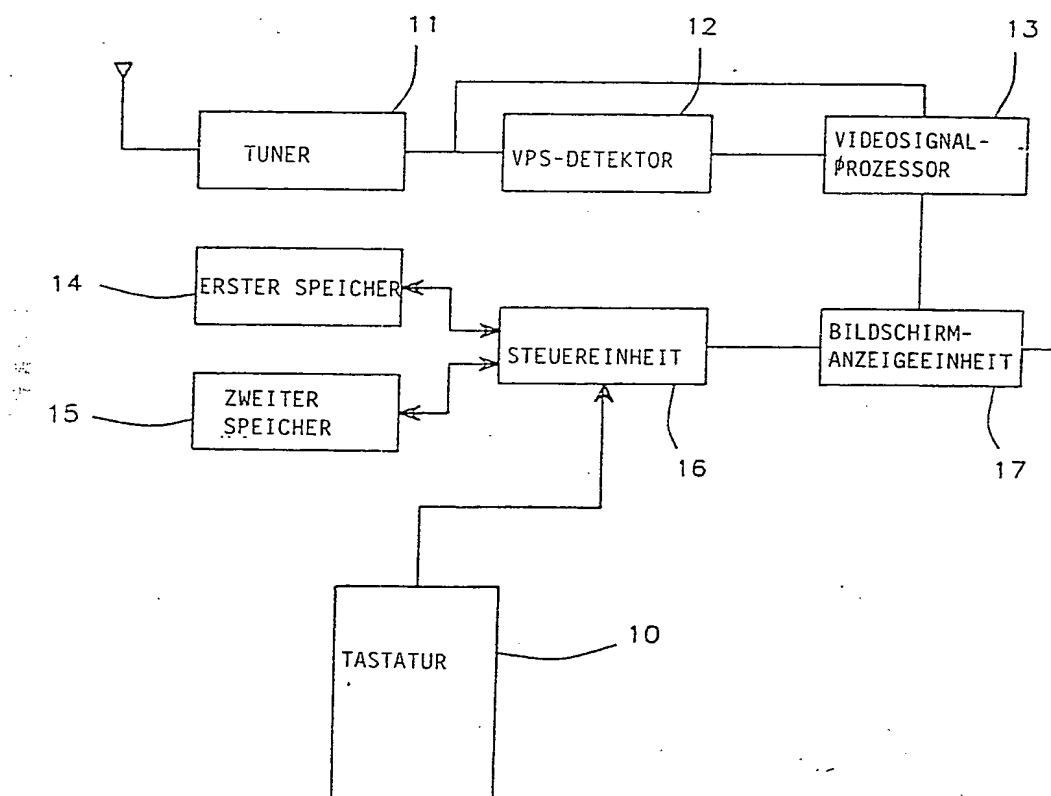 11
12
13
TUNER
VPS-DETEKTOR
VIDEOSIGNAL-
PROZESSOR
14
ERSTER SPEICHER
STEUEREINHEIT
BILDSCHIRM-
ANZEIGEEINHEIT
15
ZWEITER
SPEICHER
16
17
10
TASTATUR